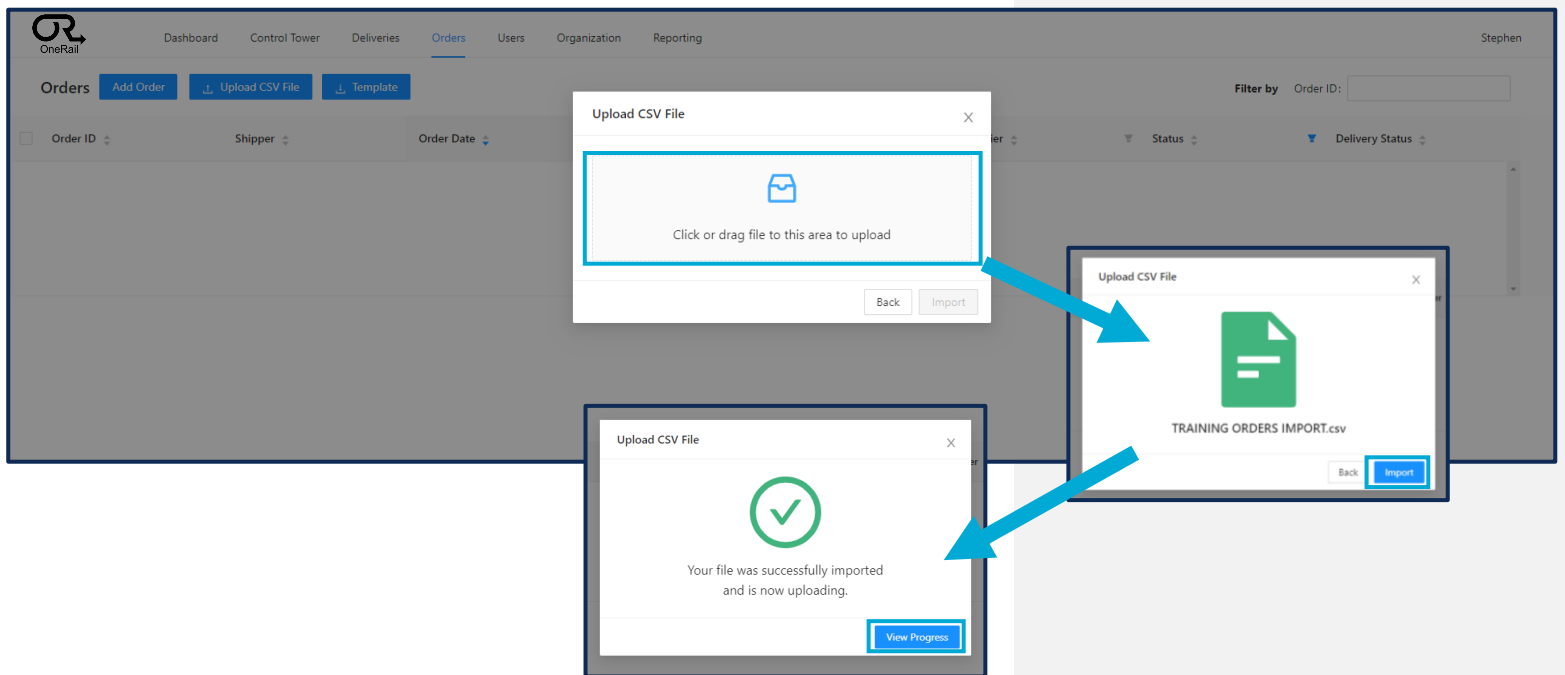 OneRail
Dashboard Control Tower Deliveries Orders Users Organization Reporting Stephen
Orders Add Order Upload CSV File Template Filter by Order ID:
Order ID Shipper Order Date ier Status Delivery Status
Upload CSV File
Click or drag file to this area to upload
Back Import
Upload CSV File
er
TRAINING ORDERS IMPORT.csv
Back Import
Upload CSV File
er
Your file was successfully imported
and is now uploading.
View Progress